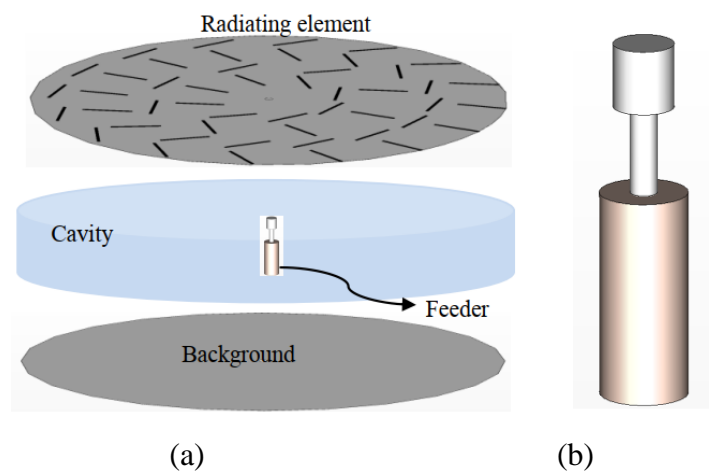 Radiating element
Cavity
Feeder
Background
(a)
(b)